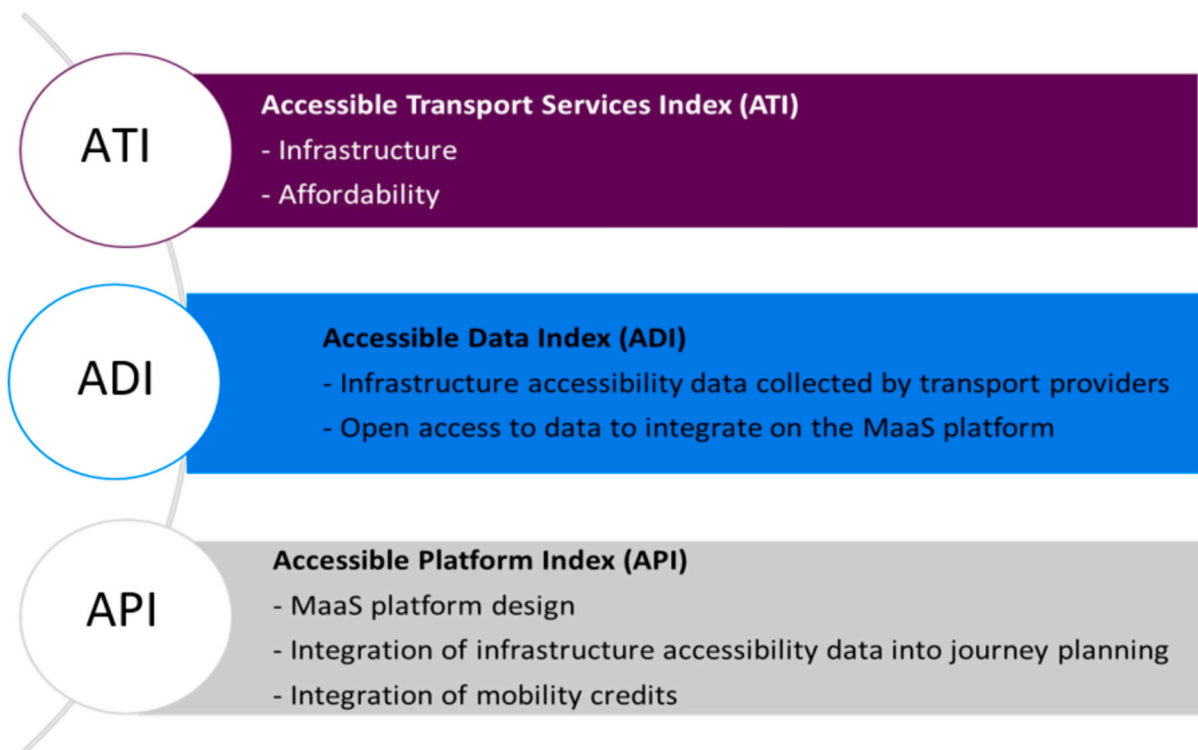 ATI
Accessible Transport Services Index (ATI)
- Infrastructure
- Affordability
ADI
Accessible Data Index (ADI)
- Infrastructure accessibility data collected by transport providers
- Open access to data to integrate on the MaaS platform
API
Accessible Platform Index (API)
- MaaS platform design
- Integration of infrastructure accessibility data into journey planning
- Integration of mobility credits